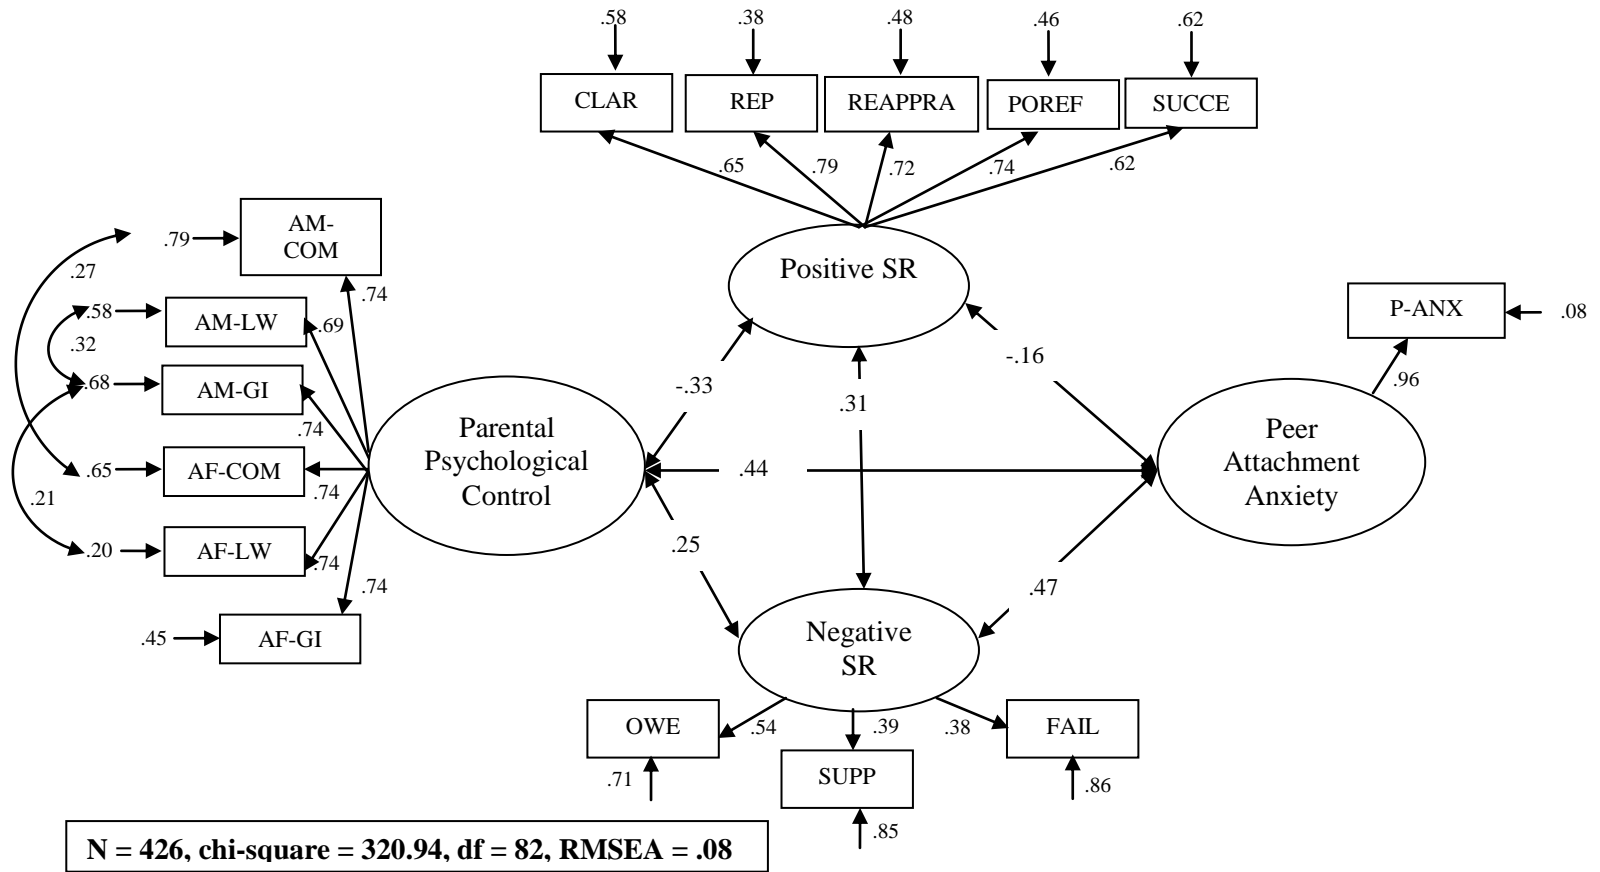 .58
.38
.48
.46
.62
CLAR
REP
REAPPRA
POREF
SUCCE
.65
.79
.72
.74
.62
AM-
COM
.79
.27
.74
Positive SR
.58
AM-LW
.69
P-ANX
.08
.32
-.16
.68
AM-GI
-.33
.96
.31
.74
Parental
Psychological
Control
Peer
Attachment
Anxiety
.65
AF-COM
.44
.74
.21
.20
AF-LW
.74
.25
.74
.47
.45
AF-GI
Negative
SR
OWE
.54
.39
.38
FAIL
.71
SUPP
.86
.85
N = 426, chi-square = 320.94, df = 82, RMSEA = .08